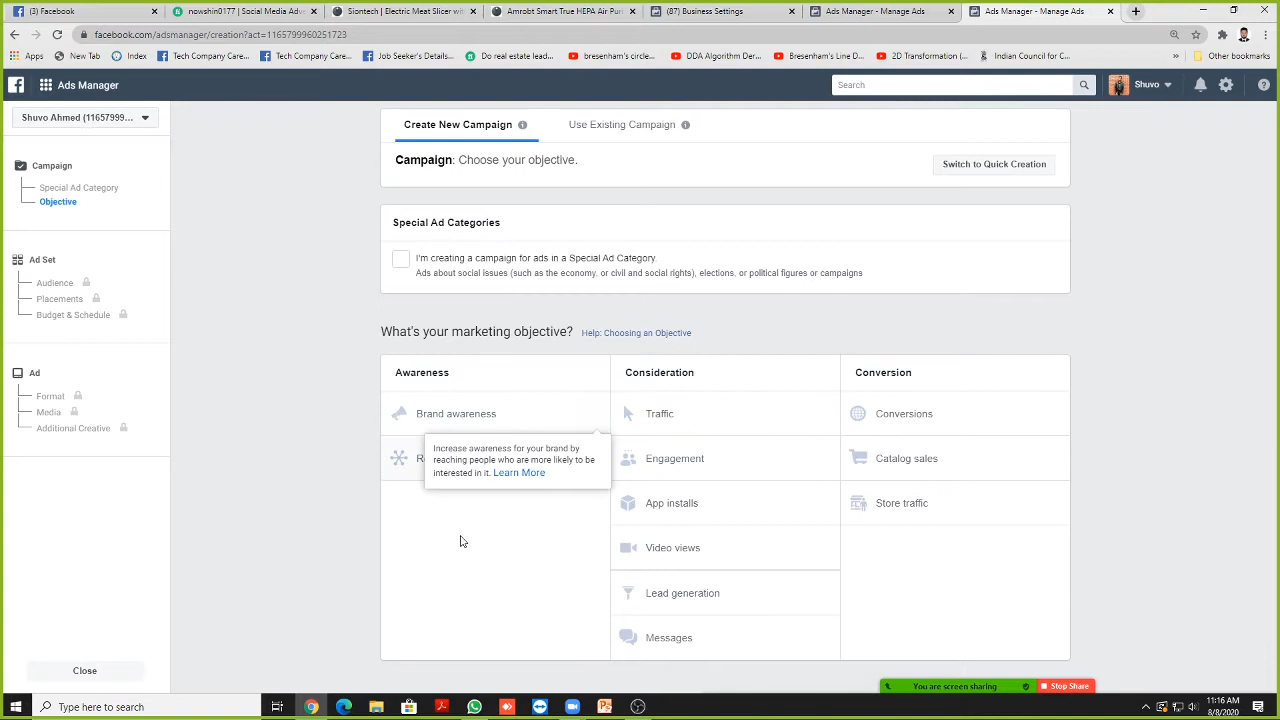 (3) Facebook
nowshin0177 | Social Media Adve
Siontech | Electric Meat Slicer wit
Amrobt Smart True HEPA Air Puri
(87) Business Settings
Ads Manager - Manage Ads
Ads Manager - Manage Ads
facebook.com/adsmanager/creation?act=1165799960251723
Apps
New Tab
Index
Tech Company Care...
Tech Company Care...
Job Seeker's Detail...
Do real estate lead...
bresenham's circle...
DDA Algorithm Der...
Bresenham's Line D...
2D Transformation (...
Indian Council for C...
Other bookmarks
Ads Manager
Search
Shuvo
Shuvo Ahmed (11657999...
Campaign
Special Ad Category
Objective
Ad Set
Audience
Placements
Budget & Schedule
Ad
Format
Media
Additional Creative
Close
Create New Campaign
Use Existing Campaign
Campaign: Choose your objective.
Switch to Quick Creation
Special Ad Categories
I'm creating a campaign for ads in a Special Ad Category.
Ads about social issues (such as the economy, or civil and social rights), elections, or political figures or campaigns
What's your marketing objective? Help: Choosing an Objective
Awareness
Consideration
Conversion
Brand awareness
Traffic
Conversions
Increase awareness for your brand by
reaching people who are more likely to be
interested in it. Learn More
Engagement
Catalog sales
App installs
Store traffic
Video views
Lead generation
Messages
You are screen sharing
Stop Share
Type here to search
11:16 AM
8/8/2020